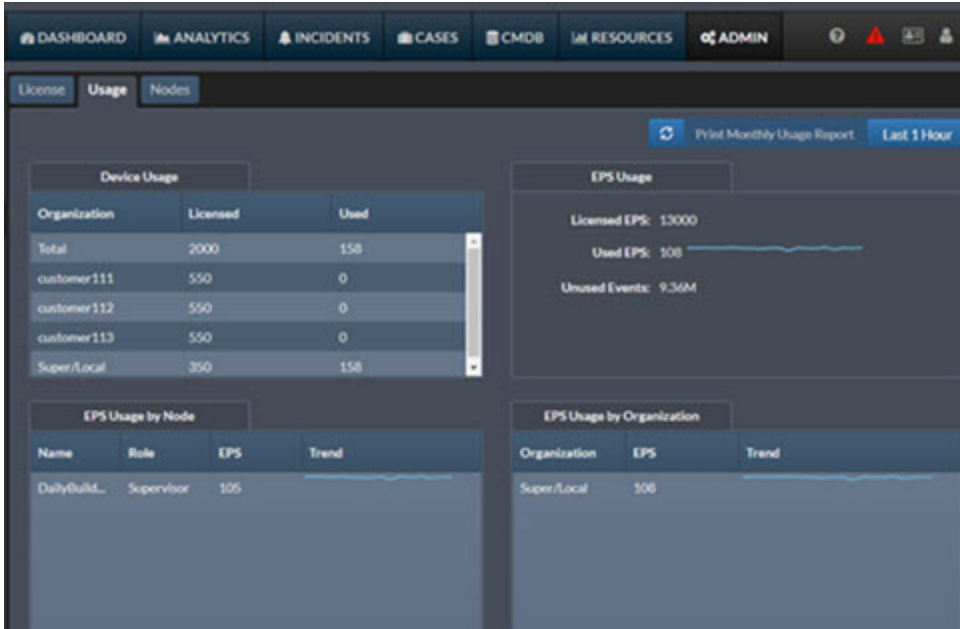 DASHBOARD ANALYTICS INCIDENTS CASES CMDB RESOURCES ADMIN
License Usage Nodes
Print Monthly Usage Report Last 1 Hour
Device Usage
Organization Licensed Used
Total 2000 158
customer111 550 0
customer112 550 0
customer113 550 0
Super/Local 350 158
EPS Usage
Licensed EPS: 13000
Used EPS: 108
Unused Events: 9.36M
EPS Usage by Node
Name Role EPS Trend
DailyBuild... Supervisor 105
EPS Usage by Organization
Organization EPS Trend
Super/Local 108